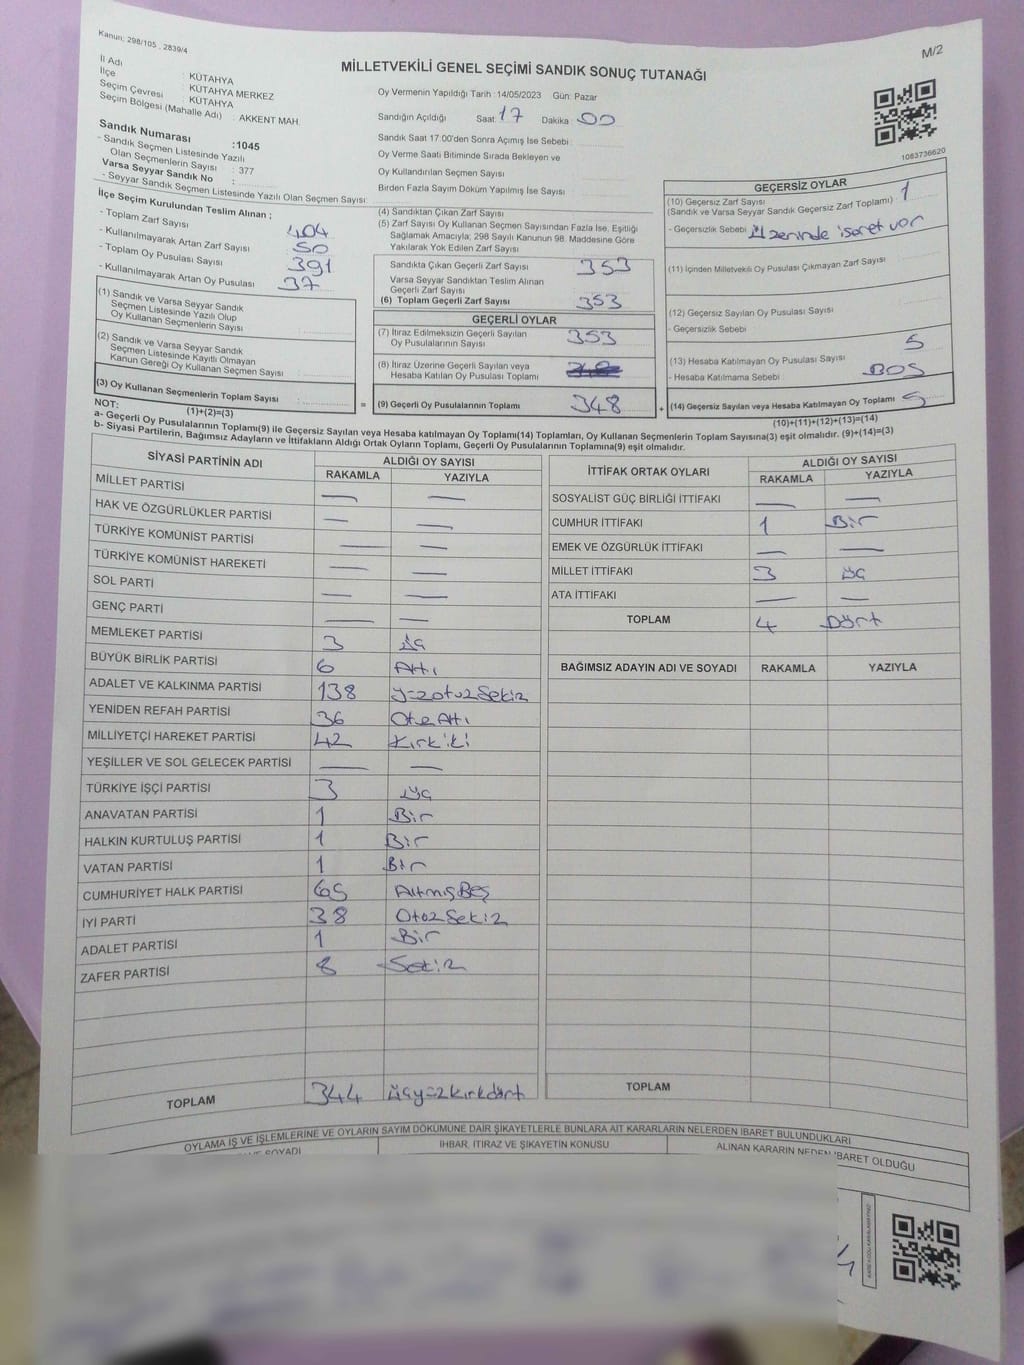 Kanun: 298/105 , 2839/4
M/2
MİLLETVEKİLİ GENEL SEÇİMİ SANDIK SONUÇ TUTANAĞI
İl Adı : KÜTAHYA
İlçe : KÜTAHYA MERKEZ
Seçim Çevresi : KÜTAHYA
Seçim Bölgesi (Mahalle Adı) : AKKENT MAH.
Sandık Numarası :1045
- Sandık Seçmen Listesinde Yazılı
Olan Seçmenlerin Sayısı : 377
Varsa Seyyar Sandık No :
- Seyyar Sandık Seçmen Listesinde Yazılı Olan Seçmen Sayısı:
Oy Vermenin Yapıldığı Tarih :14/05/2023 Gün: Pazar
Sandığın Açıldığı Saat: 17 Dakika: 00
Sandık Saat 17.00'den Sonra Açımış İse Sebebi
Oy Verme Saati Bitiminde Sırada Bekleyen ve
Oy Kullandırılan Seçmen Sayısı
Birden Fazla Sayım Döküm Yapılmış İse Sayısı
1083736620
İlçe Seçim Kurulundan Teslim Alınan ;
- Toplam Zarf Sayısı 404
- Kullanılmayarak Artan Zarf Sayısı 50
- Toplam Oy Pusulası Sayısı 391
- Kullanılmayarak Artan Oy Pusulası 37
(1) Sandık ve Varsa Seyyar Sandık
Seçmen Listesinde Yazılı Olup
Oy Kullanan Seçmenlerin Sayısı
(2) Sandık ve Varsa Seyyar Sandık
Seçmen Listesinde Kayıtlı Olmayan
Kanun Gereği Oy Kullanan Seçmen Sayısı
(3) Oy Kullanan Seçmenlerin Toplam Sayısı
(1)+(2)=(3)
(4) Sandıktan Çıkan Zarf Sayısı
(5) Zarf Sayısı Oy Kullanan Seçmen Sayısından Fazla İse, Eşitliği
Sağlamak Amacıyla; 298 Sayılı Kanunun 98. Maddesine Göre
Yakılarak Yok Edilen Zarf Sayısı
Sandıkta Çıkan Geçerli Zarf Sayısı 353
Varsa Seyyar Sandıktan Teslim Alınan
Geçerli Zarf Sayısı
(6) Toplam Geçerli Zarf Sayısı 353
GEÇERLİ OYLAR
(7) İtiraz Edilmeksizin Geçerli Sayılan
Oy Pusulalarının Sayısı 353
(8) İtiraz Üzerine Geçerli Sayılan veya
Hesaba Katılan Oy Pusulası Toplamı
= (9) Geçerli Oy Pusulalarının Toplamı 348 +
GEÇERSİZ OYLAR
(10) Geçersiz Zarf Sayısı 1
(Sandık ve Varsa Seyyar Sandık Geçersiz Zarf Toplamı)
- Geçersizlik Sebebi : Üzerinde işaret var
(11) İçinden Milletvekili Oy Pusulası Çıkmayan Zarf Sayısı
(12) Geçersiz Sayılan Oy Pusulası Sayısı
- Geçersizlik Sebebi
(13) Hesaba Katılmayan Oy Pusulası Sayısı 5
- Hesaba Katılmama Sebebi : BOŞ
(14) Geçersiz Sayılan veya Hesaba Katılmayan Oy Toplamı 5
(10)+(11)+(12)+(13)=(14)
NOT:
a- Geçerli Oy Pusulalarının Toplamı(9) ile Geçersiz Sayılan veya Hesaba katılmayan Oy Toplamı(14) Toplamları, Oy Kullanan Seçmenlerin Toplam Sayısına(3) eşit olmalıdır. (9)+(14)=(3)
b- Siyasi Partilerin, Bağımsız Adayların ve İttifakların Aldığı Ortak Oyların Toplamı, Geçerli Oy Pusulalarının Toplamına(9) eşit olmalıdır.
SİYASİ PARTİNİN ADI ALDIĞI OY SAYISI
RAKAMLA YAZIYLA
MİLLET PARTİSİ — —
HAK VE ÖZGÜRLÜKLER PARTİSİ — —
TÜRKİYE KOMÜNİST PARTİSİ — —
TÜRKİYE KOMÜNİST HAREKETİ — —
SOL PARTİ — —
GENÇ PARTİ — —
MEMLEKET PARTİSİ 3 üç
BÜYÜK BİRLİK PARTİSİ 6 Altı
ADALET VE KALKINMA PARTİSİ 138 yüzotuzsekiz
YENİDEN REFAH PARTİSİ 36 Otuz Altı
MİLLİYETÇİ HAREKET PARTİSİ 42 Kırkiki
YEŞİLLER VE SOL GELECEK PARTİSİ — —
TÜRKİYE İŞÇİ PARTİSİ 3 üç
ANAVATAN PARTİSİ 1 Bir
HALKIN KURTULUŞ PARTİSİ 1 Bir
VATAN PARTİSİ 1 Bir
CUMHURİYET HALK PARTİSİ 65 AltmışBeş
İYİ PARTİ 38 OtuzSekiz
ADALET PARTİSİ 1 Bir
ZAFER PARTİSİ 8 Sekiz
TOPLAM 344 üçyüzkırkdört
İTTİFAK ORTAK OYLARI ALDIĞI OY SAYISI
RAKAMLA YAZIYLA
SOSYALİST GÜÇ BİRLİĞİ İTTİFAKI — —
CUMHUR İTTİFAKI 1 Bir
EMEK VE ÖZGÜRLÜK İTTİFAKI — —
MİLLET İTTİFAKI 3 üç
ATA İTTİFAKI — —
TOPLAM 4 Dört
BAĞIMSIZ ADAYIN ADI VE SOYADI RAKAMLA YAZIYLA
TOPLAM
OYLAMA İŞ VE İŞLEMLERİNE VE OYLARIN SAYIM DÖKÜMÜNE DAİR ŞİKAYETLERLE BUNLARA AİT KARARLARIN NELERDEN İBARET BULUNDUKLARI
SOYADI İHBAR, İTİRAZ VE ŞİKAYETİN KONUSU ALINAN KARARIN NEDEN İBARET OLDUĞU